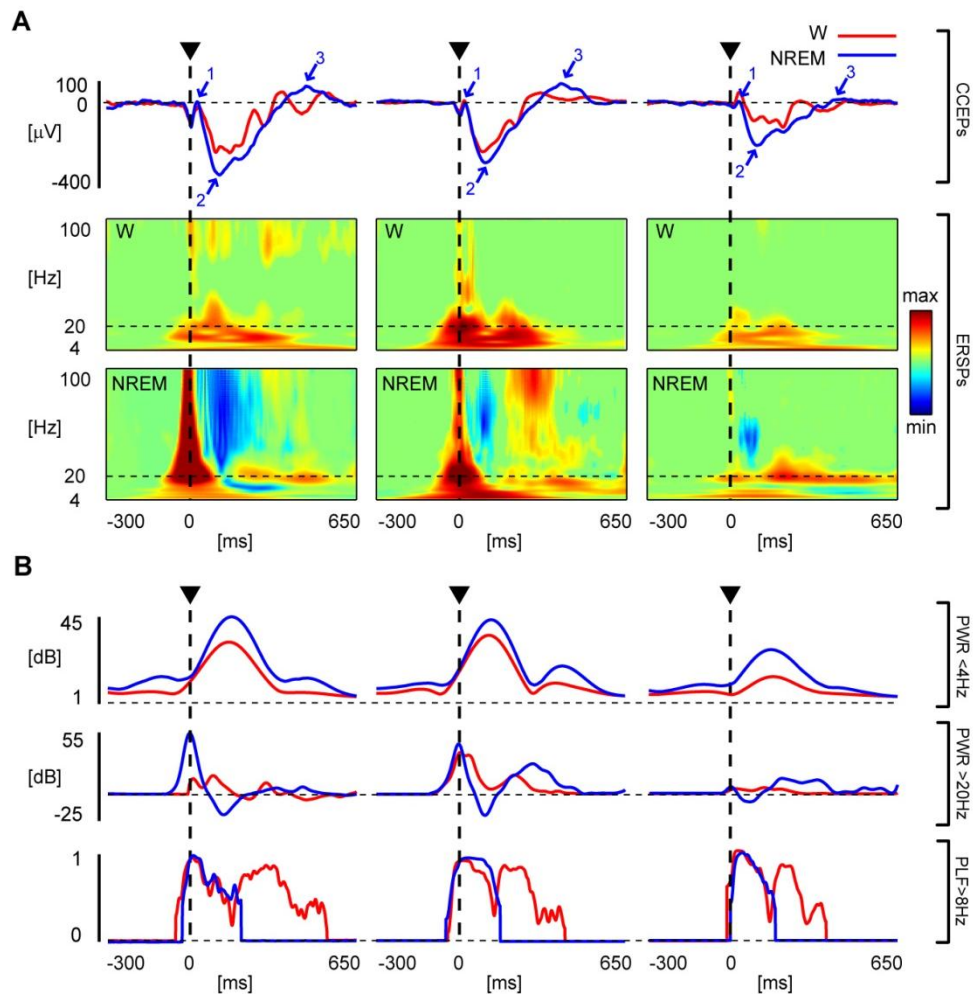 A
W
NREM
1
3
1
3
1
3
100
0
[μV]
-400
2
2
2
CCEPs
W
W
W
100
[Hz]
20
4
NREM
NREM
NREM
100
[Hz]
20
4
max
min
ERSPs
-300 0 650
-300 0 650
-300 0 650
[ms]
[ms]
[ms]
B
45
[dB]
1
PWR <4Hz
55
[dB]
-25
PWR >20Hz
1
0
PLF>8Hz
-300 0 650
-300 0 650
-300 0 650
[ms]
[ms]
[ms]